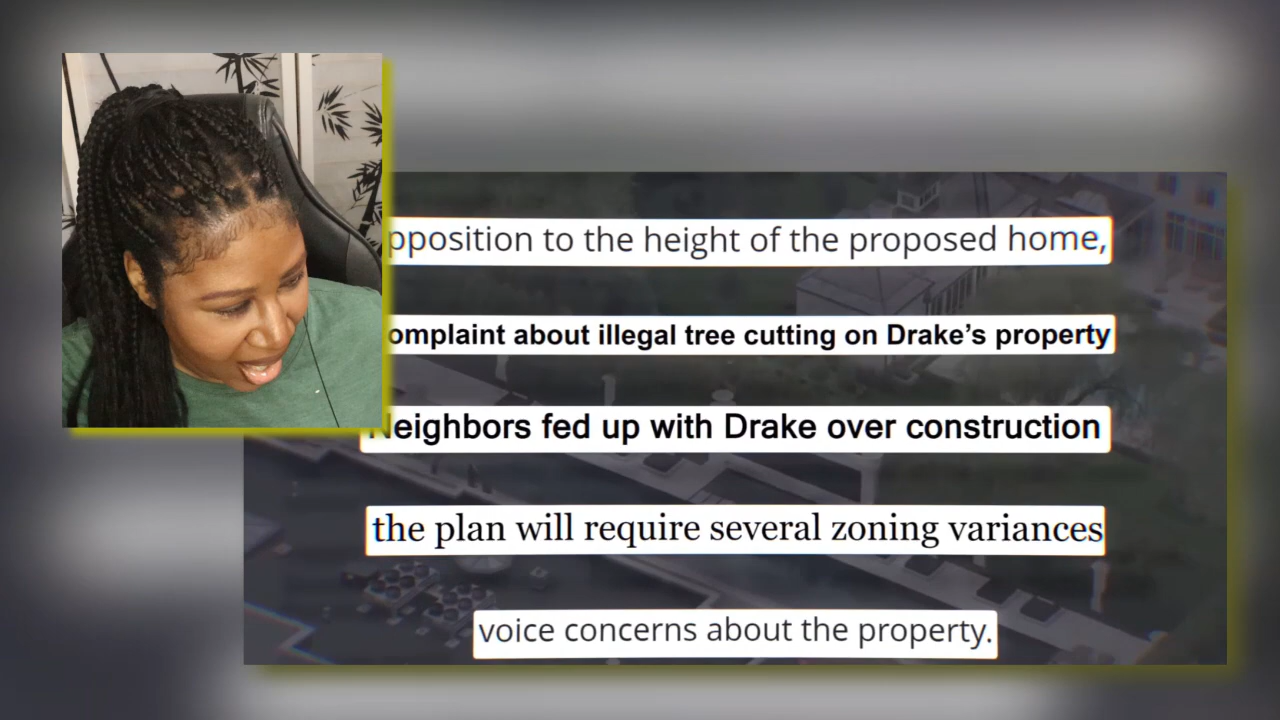 pposition to the height of the proposed home,
omplaint about illegal tree cutting on Drake’s property
Neighbors fed up with Drake over construction
the plan will require several zoning variances
voice concerns about the property.